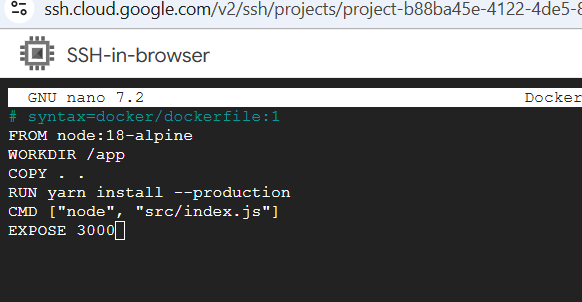 ssh.cloud.google.com/v2/ssh/projects/project-b88ba45e-4122-4de5-8
SSH-in-browser
GNU nano 7.2 Docker
# syntax=docker/dockerfile:1
FROM node:18-alpine
WORKDIR /app
COPY . .
RUN yarn install --production
CMD ["node", "src/index.js"]
EXPOSE 3000